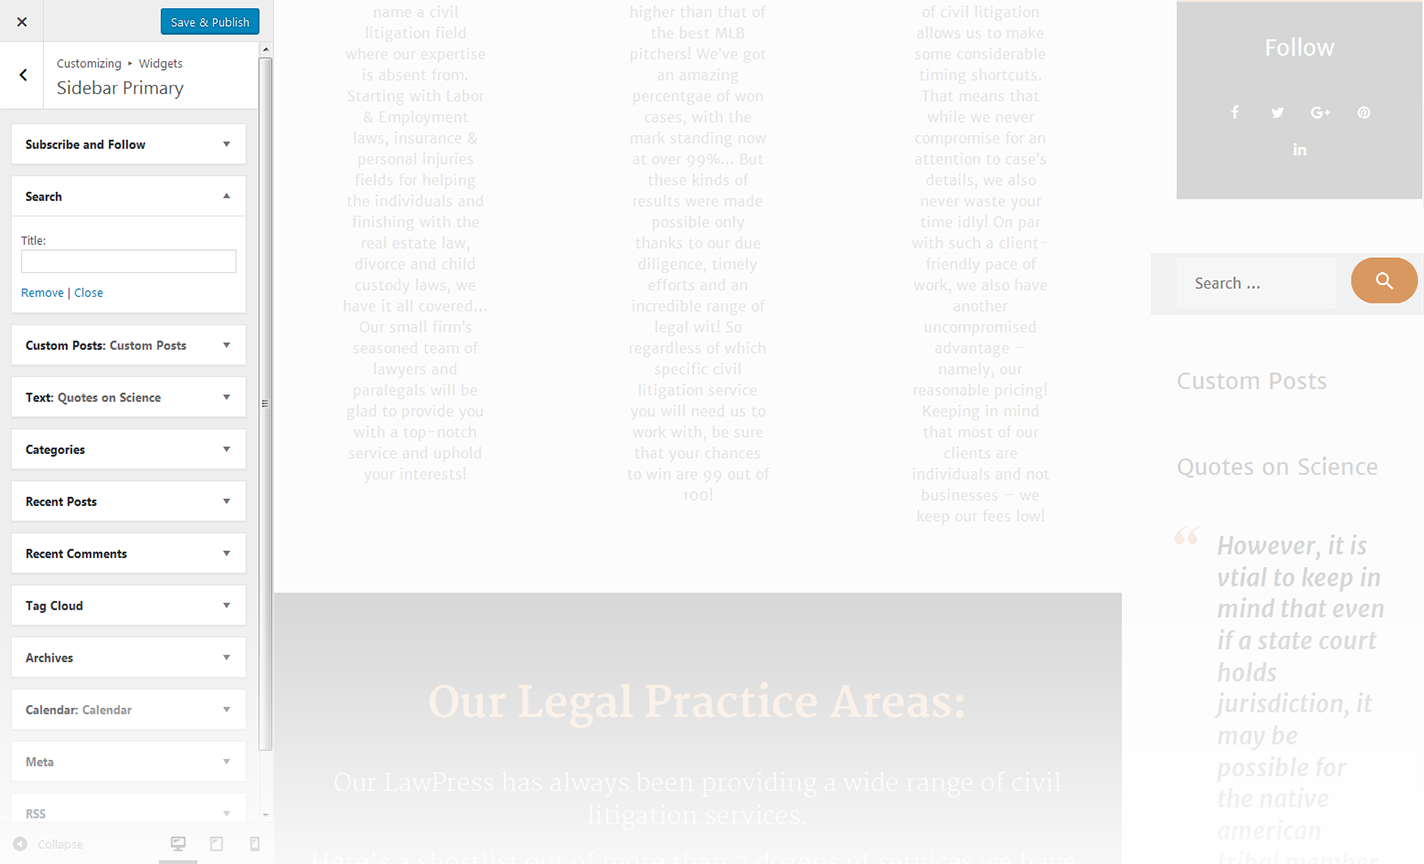 Save & Publish
Customizing ▸ Widgets
Sidebar Primary
Subscribe and Follow
Search
Title:
Remove | Close
Custom Posts: Custom Posts
Text: Quotes on Science
Categories
Recent Posts
Recent Comments
Tag Cloud
Archives
Calendar: Calendar
Meta
RSS
Collapse
name a civil
litigation field
where our expertise
is absent from.
Starting with Labor
& Employment
laws, insurance &
personal injuries
fields for helping
the individuals and
finishing with the
real estate law,
divorce and child
custody laws, we
have it all covered...
Our small firm's
seasoned team of
lawyers and
paralegals will be
glad to provide you
with a top-notch
service and uphold
your interests!
higher than that of
the best MLB
pitchers! We've got
an amazing
percentgae of won
cases, with the
mark standing now
at over 99%... But
these kinds of
results were made
possible only
thanks to our due
diligence, timely
efforts and an
incredible range of
legal wit! So
regardless of which
specific civil
litigation service
you will need us to
work with, be sure
that your chances
to win are 99 out of
100!
of civil litigation
allows us to make
some considerable
timing shortcuts.
That means that
while we never
compromise for an
attention to case's
details, we also
never waste your
time idly! On par
with such a client-
friendly pace of
work, we also have
another
uncompromised
advantage –
namely, our
reasonable pricing!
Keeping in mind
that most of our
clients are
individuals and not
businesses – we
keep our fees low!
Our Legal Practice Areas:
Our LawPress has always been providing a wide range of civil
litigation services.
Here's a shortlist out of more than 2 dozens of services we have
Follow
Search ...
Custom Posts
Quotes on Science
“ However, it is
vtial to keep in
mind that even
if a state court
holds
jurisdiction, it
may be
possible for
the native
american
tribal member